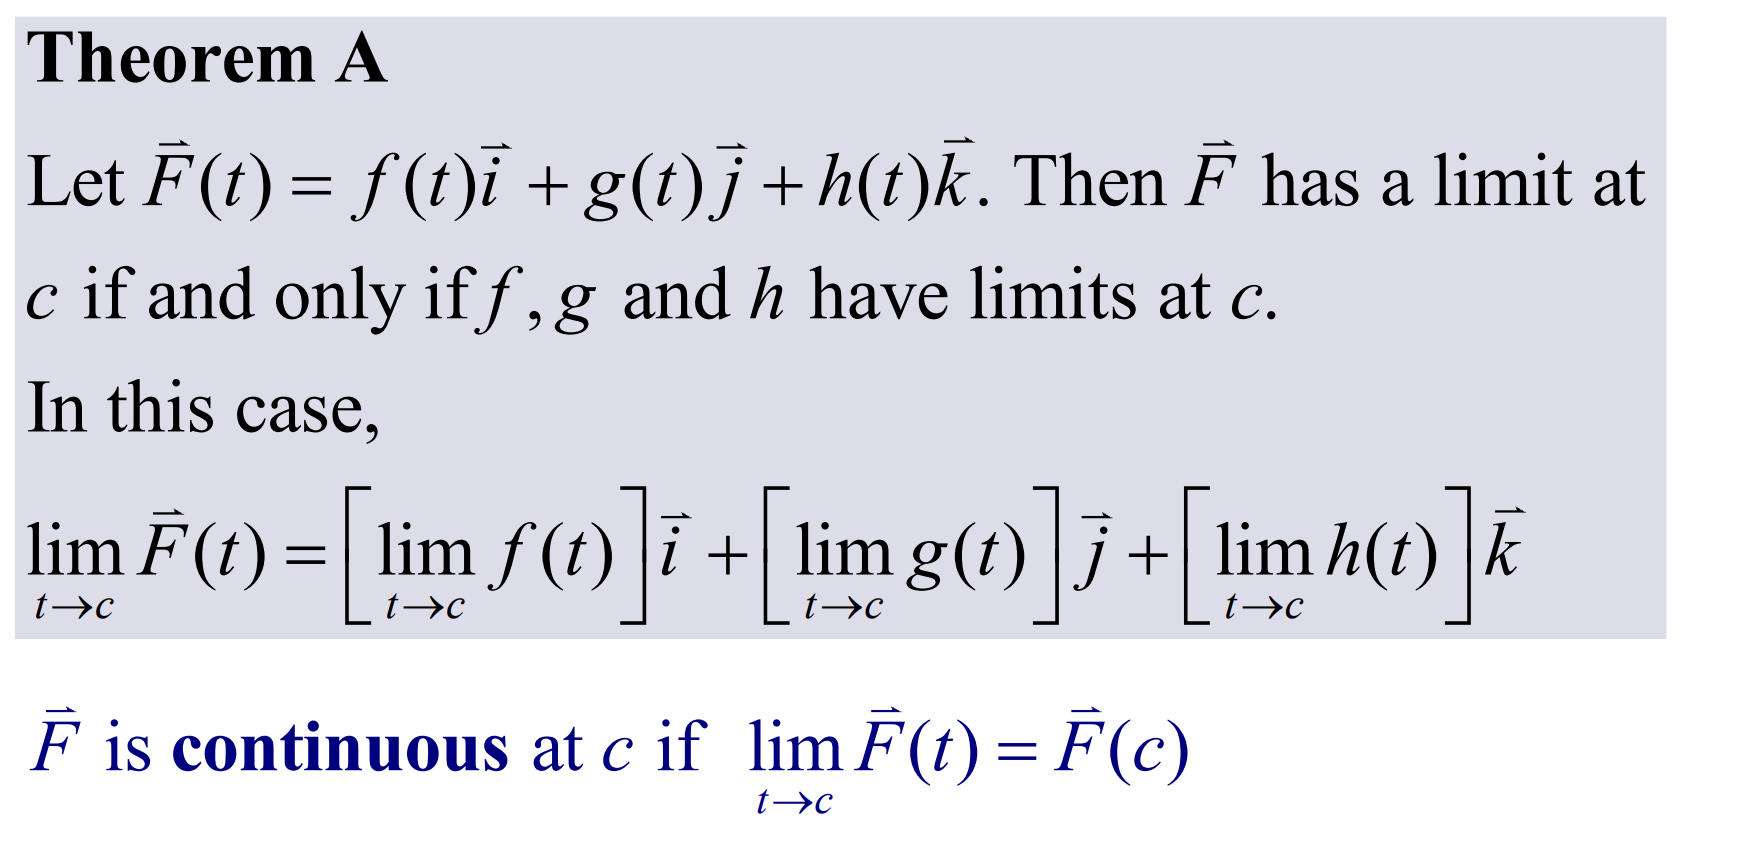 Theorem A
Let F⃗(t) = f(t)i⃗ + g(t)j⃗ + h(t)k⃗. Then F⃗ has a limit at
c if and only if f, g and h have limits at c.
In this case,
lim_{t→c} F⃗(t) = [lim_{t→c} f(t)]i⃗ + [lim_{t→c} g(t)]j⃗ + [lim_{t→c} h(t)]k⃗
F⃗ is continuous at c if lim_{t→c} F⃗(t) = F⃗(c)